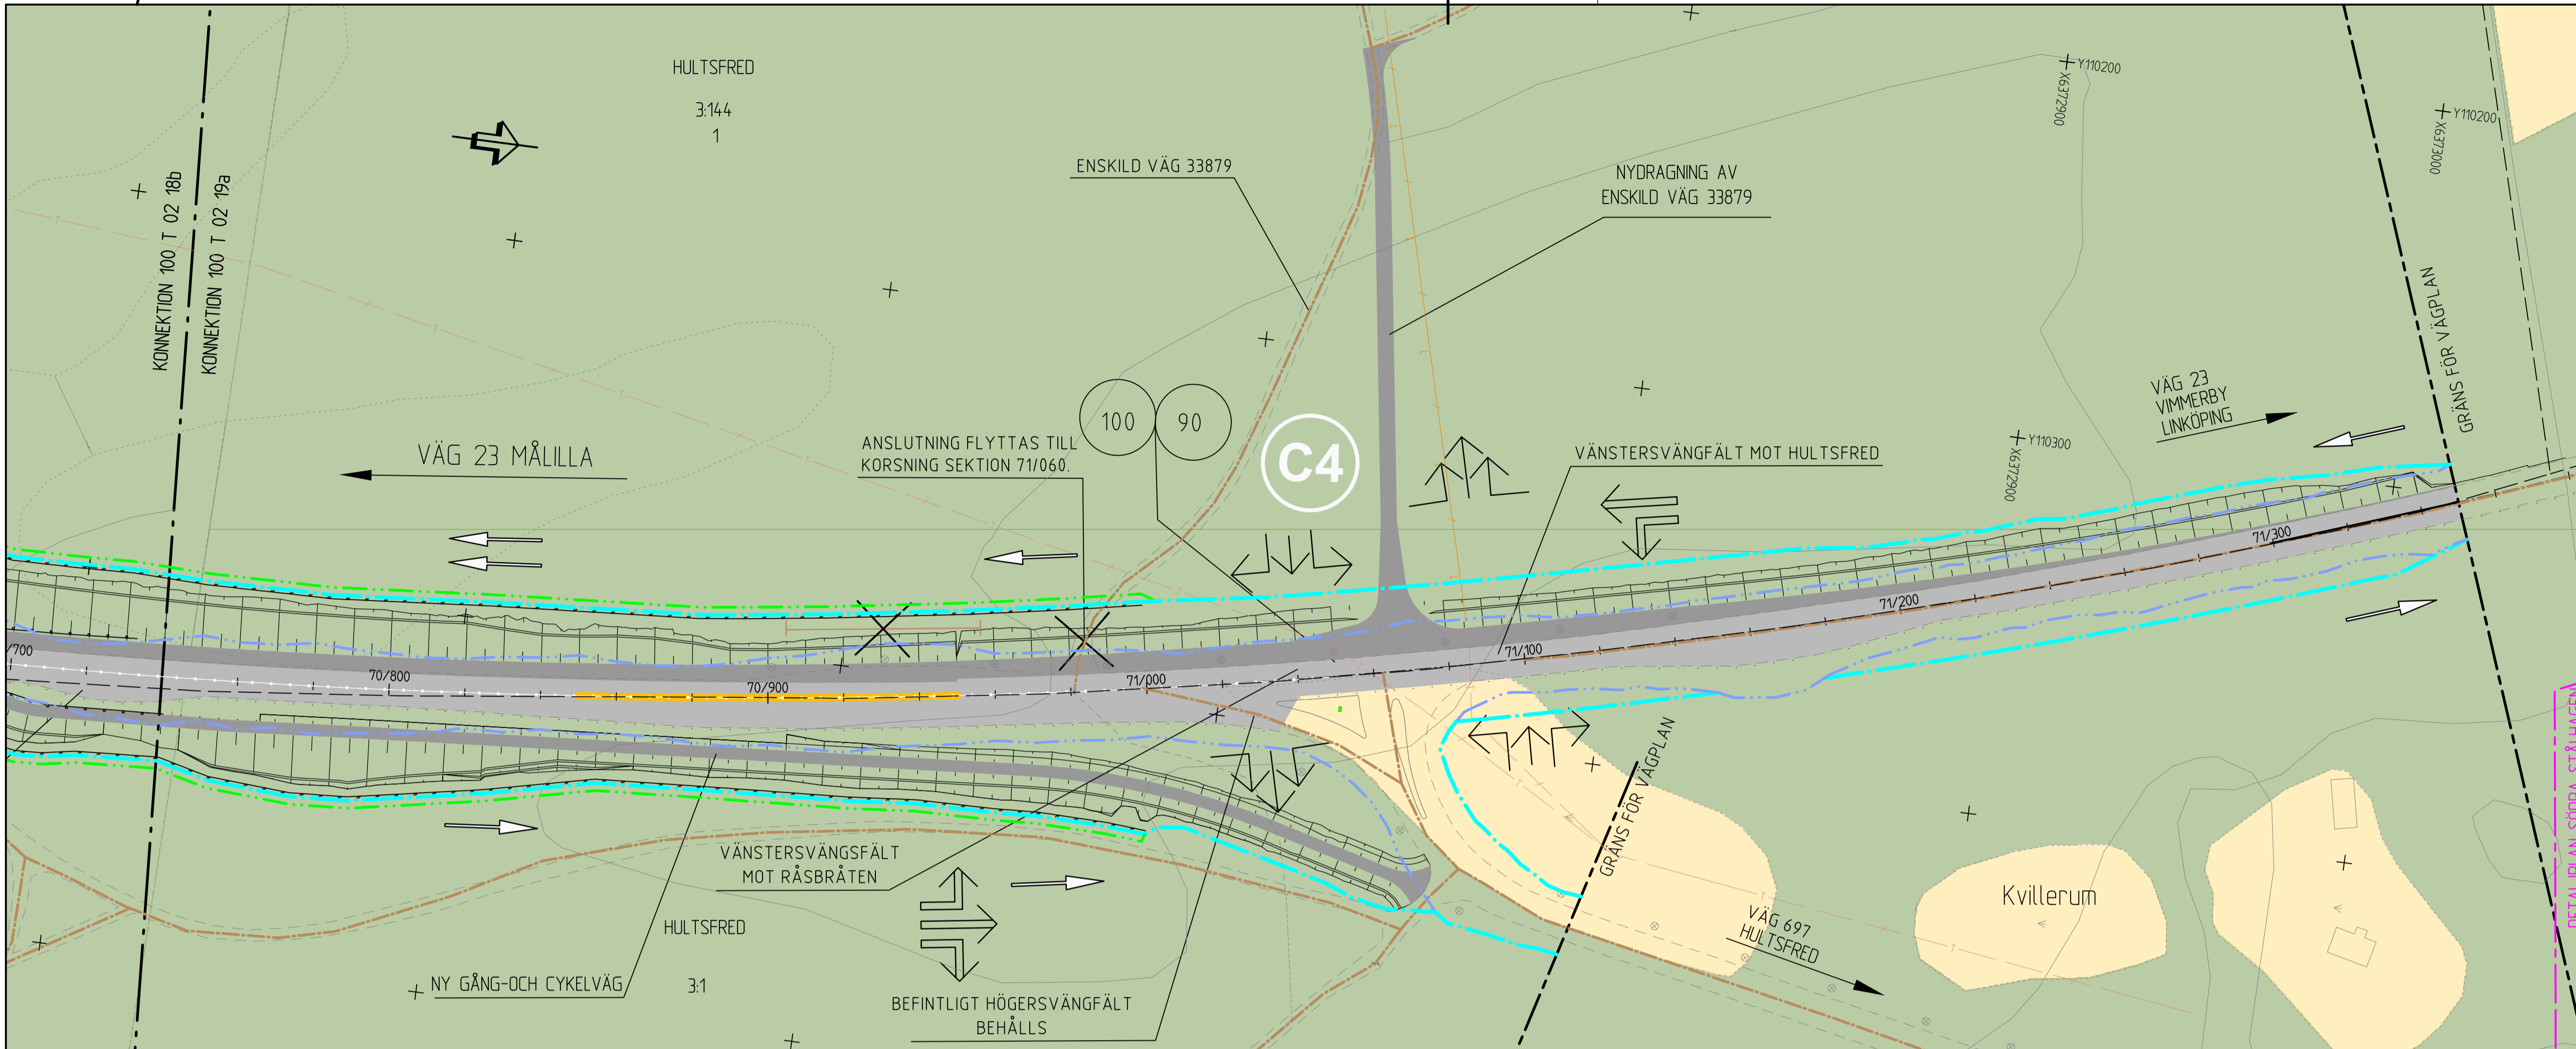 HULTSFRED
3:144
1
KONNEKTION 100 T 02 18b
KONNEKTION 100 T 02 19a
ENSKILD VÄG 33879
NYDRAGNING AV
ENSKILD VÄG 33879
Y110200
X6372900
Y110200
X6373000
GRÄNS FÖR VÄGPLAN
VÄG 23
VIMMERBY
LINKÖPING
Y110300
X6372900
VÄG 23 MÅLILLA
ANSLUTNING FLYTTAS TILL
KORSNING SEKTION 71/060.
100
90
C4
VÄNSTERSVÄNGFÄLT MOT HULTSFRED
/700
70/800
70/900
71/000
71/100
71/200
71/300
VÄNSTERSVÄNGSFÄLT
MOT RÅSBRÅTEN
HULTSFRED
3:1
NY GÅNG-OCH CYKELVÄG
BEFINTLIGT HÖGERSVÄNGFÄLT
BEHÅLLS
GRÄNS FÖR VÄGPLAN
VÄG 697
HULTSFRED
Kvillerum
DETALJPLAN SÖDRA STÅLHAGEN